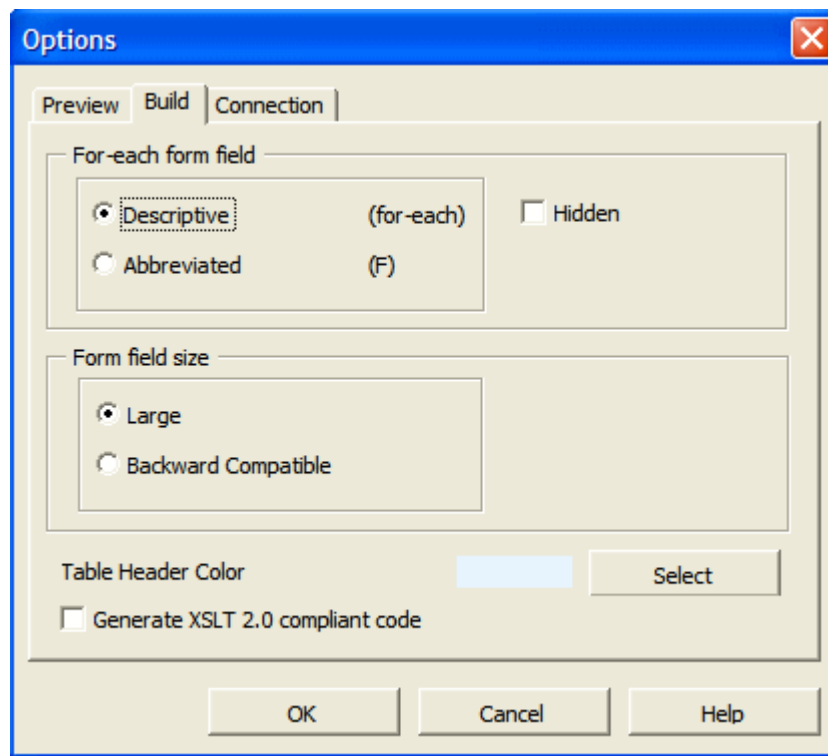 Options
Preview Build Connection
For-each form field
Descriptive (for-each) Hidden
Abbreviated (F)
Form field size
Large
Backward Compatible
Table Header Color Select
Generate XSLT 2.0 compliant code
OK Cancel Help